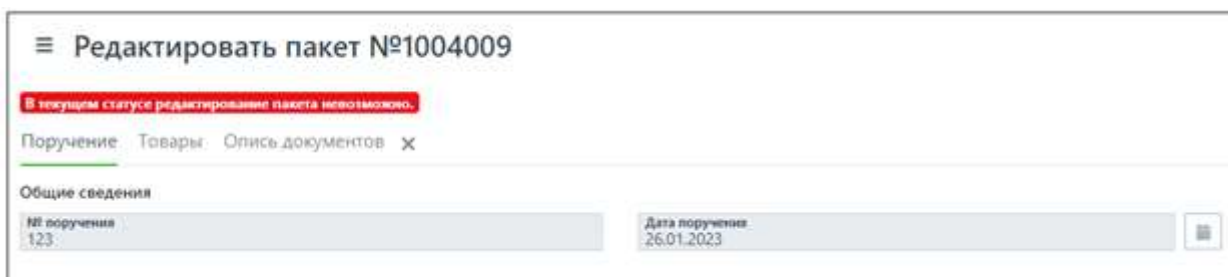 Редактировать пакет №1004009
В текущем статусе редактирование пакета невозможно.
Поручение Товары Опись документов
Общие сведения
№ поручения Дата поручения
123 26.01.2023